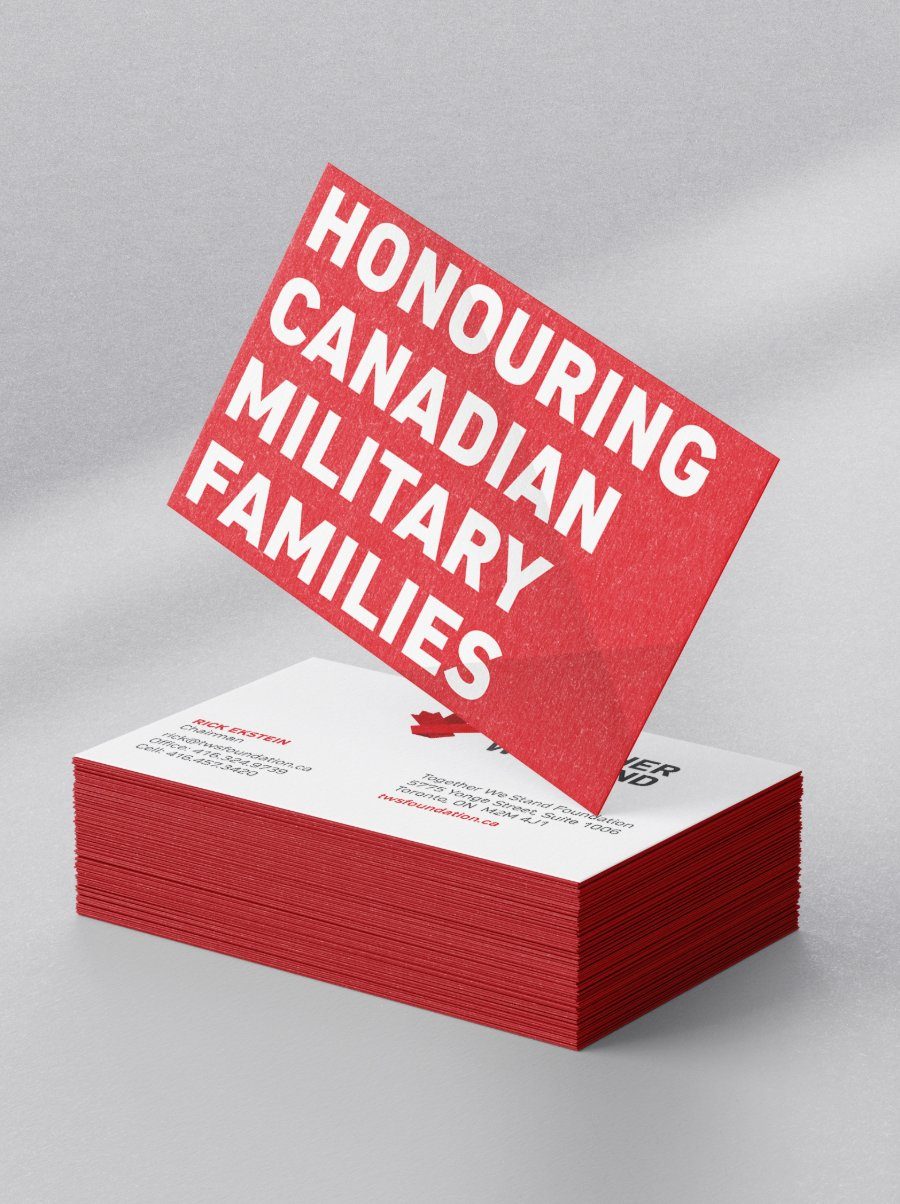 HONOURING
CANADIAN
MILITARY
FAMILIES
RICK EKSTEIN
Chairman
rick@twsfoundation.ca
Office: 416.324.9739
Cell: 416.457.3420
Together We Stand Foundation
5775 Yonge Street, Suite 1006
Toronto, ON M2M 4J1
twsfoundation.ca